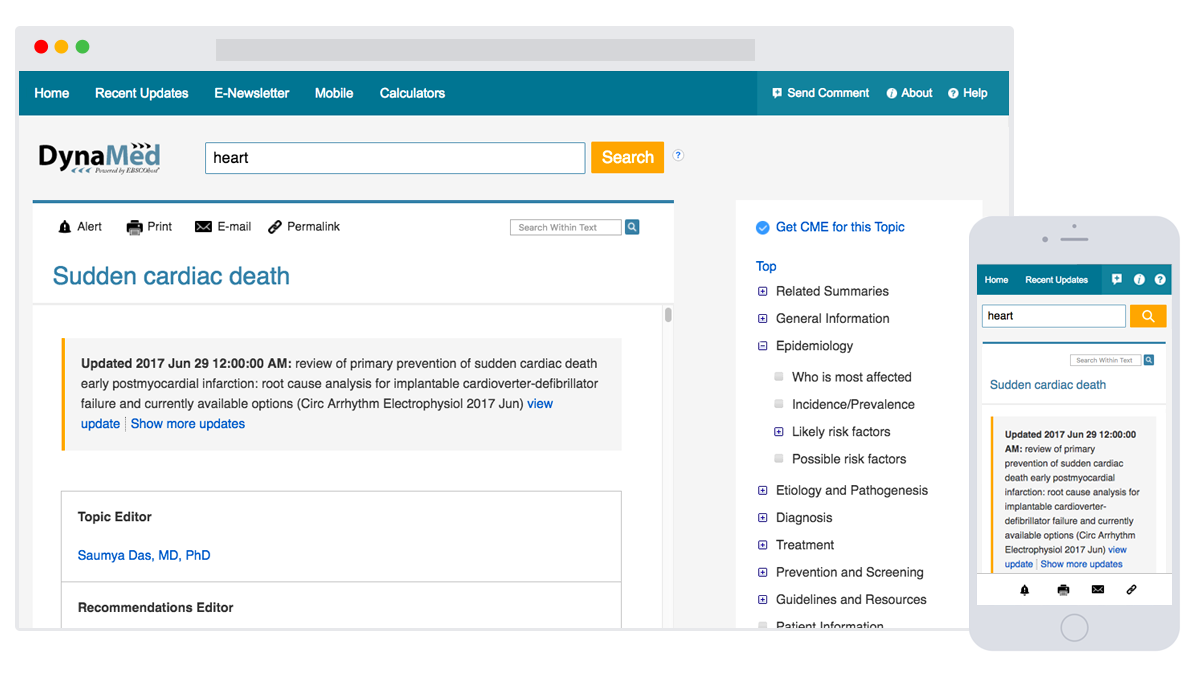 Home Recent Updates E-Newsletter Mobile Calculators Send Comment About Help
DynaMed
Powered by EBSCOhost
heart
Search
?
Alert Print E-mail Permalink
Search Within Text
Sudden cardiac death
Updated 2017 Jun 29 12:00:00 AM: review of primary prevention of sudden cardiac death
early postmyocardial infarction: root cause analysis for implantable cardioverter-defibrillator
failure and currently available options (Circ Arrhythm Electrophysiol 2017 Jun) view
update Show more updates
Topic Editor
Saumya Das, MD, PhD
Recommendations Editor
Get CME for this Topic
Top
Related Summaries
General Information
Epidemiology
Who is most affected
Incidence/Prevalence
Likely risk factors
Possible risk factors
Etiology and Pathogenesis
Diagnosis
Treatment
Prevention and Screening
Guidelines and Resources
Patient Information
Home Recent Updates
heart
Search Within Text
Sudden cardiac death
Updated 2017 Jun 29 12:00:00
AM: review of primary
prevention of sudden cardiac
death early postmyocardial
infarction: root cause analysis for
implantable cardioverter-
defibrillator failure and currently
available options (Circ Arrhythm
Electrophysiol 2017 Jun) view
update Show more updates